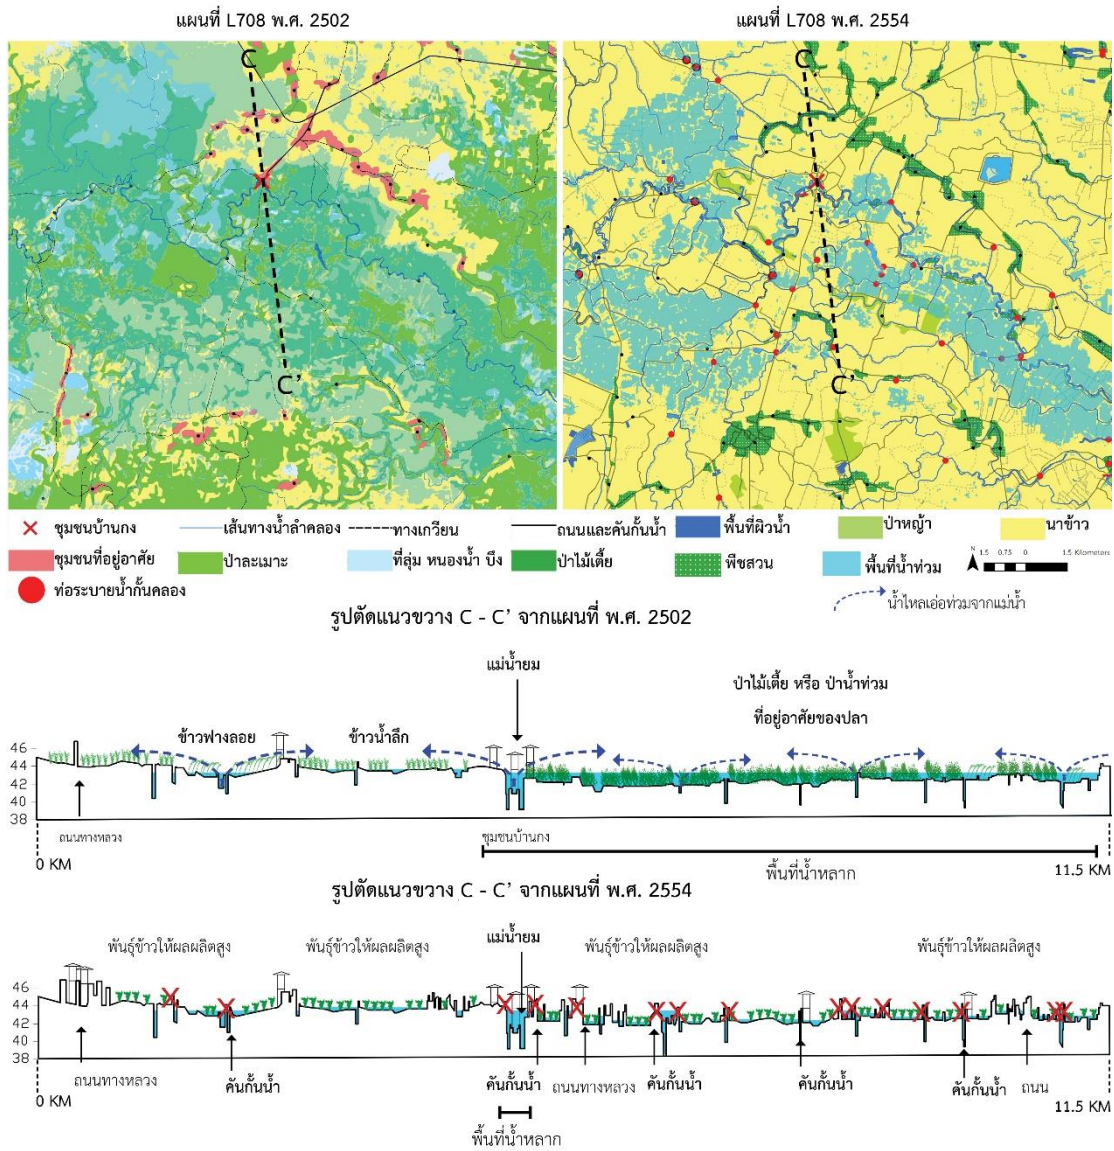 แผนที่ L708 พ.ศ. 2502
แผนที่ L708 พ.ศ. 2554
C
C
C'
C'
ชุมชนบ้านกง
เส้นทางน้ำลำคลอง
ทางเกวียน
ถนนและคันกั้นน้ำ
พื้นที่ผิวน้ำ
ป่าหญ้า
นาข้าว
ชุมชนที่อยู่อาศัย
ป่าละเมาะ
ที่ลุ่ม หนองน้ำ บึง
ป่าไม้เตี้ย
พืชสวน
พื้นที่น้ำท่วม
N 1.5 0.75 0 1.5 Kilometers
ท่อระบายน้ำกั้นคลอง
น้ำไหลเอ่อท่วมจากแม่น้ำ
รูปตัดแนวขวาง C - C' จากแผนที่ พ.ศ. 2502
แม่น้ำยม
ป่าไม้เตี้ย หรือ ป่าน้ำท่วม
ที่อยู่อาศัยของปลา
ข้าวฟางลอย
ข้าวน้ำลึก
46
44
42
40
38
ถนนทางหลวง
ชุมชนบ้านกง
0 KM
11.5 KM
พื้นที่น้ำหลาก
รูปตัดแนวขวาง C - C' จากแผนที่ พ.ศ. 2554
แม่น้ำยม
พันธุ์ข้าวให้ผลผลิตสูง
พันธุ์ข้าวให้ผลผลิตสูง
พันธุ์ข้าวให้ผลผลิตสูง
พันธุ์ข้าวให้ผลผลิตสูง
46
44
42
40
38
ถนนทางหลวง
คันกั้นน้ำ
คันกั้นน้ำ
ถนนทางหลวง
คันกั้นน้ำ
คันกั้นน้ำ
คันกั้นน้ำ
ถนน
0 KM
11.5 KM
พื้นที่น้ำหลาก